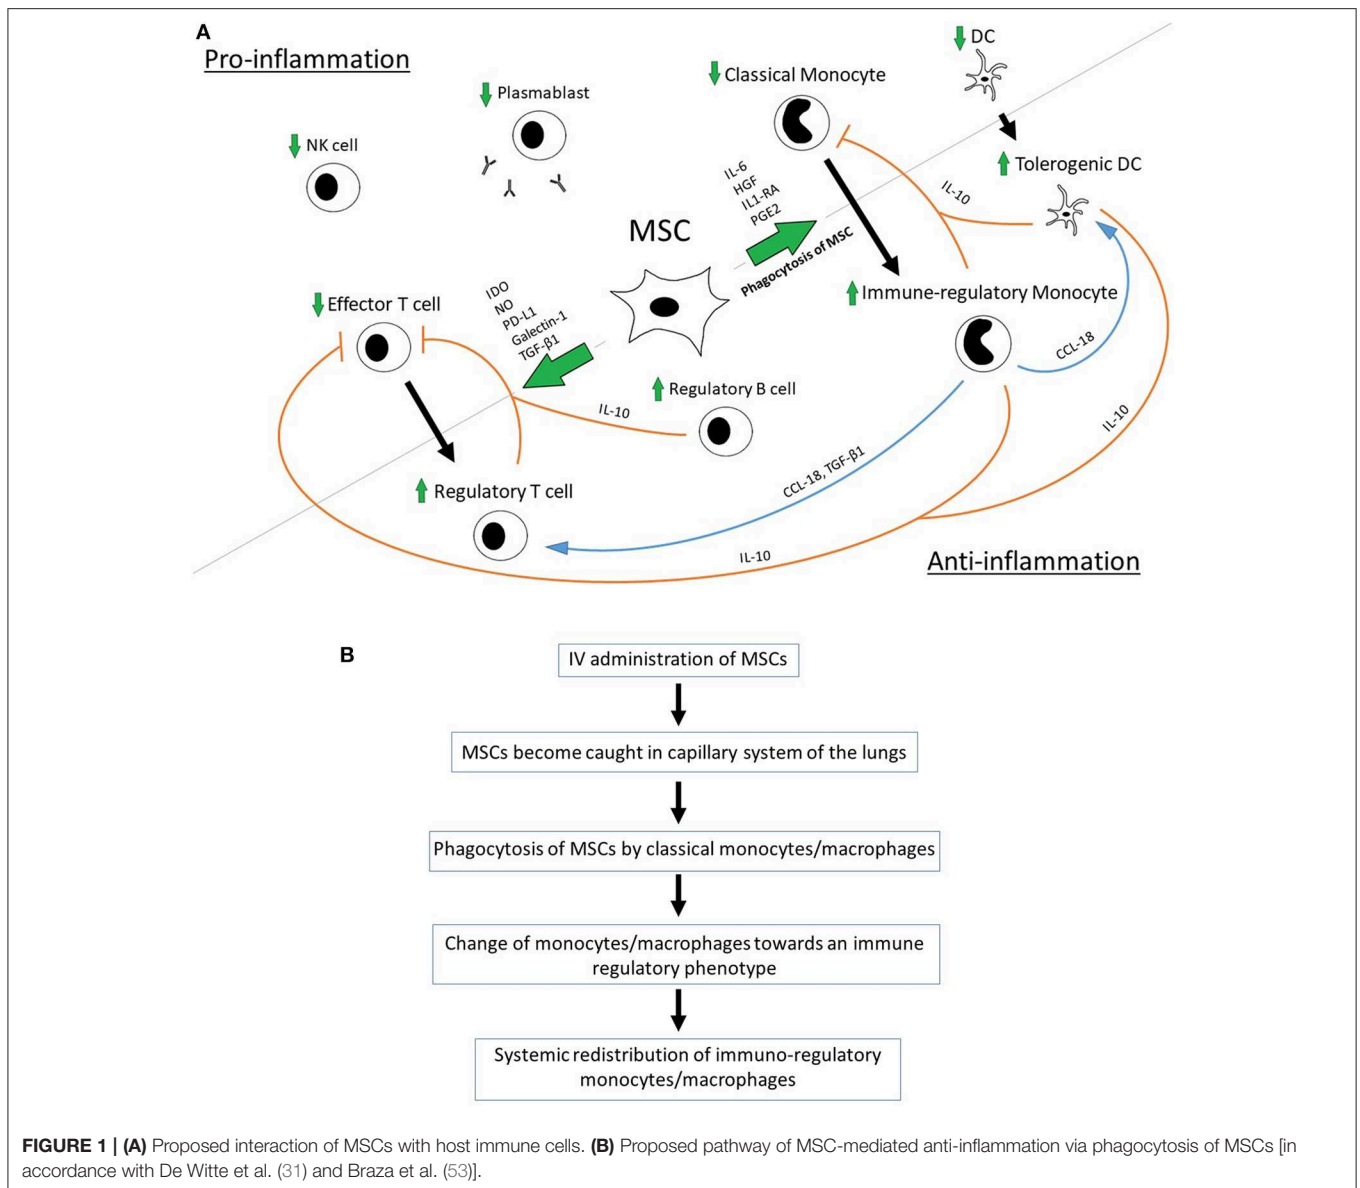 A
Pro-inflammation
DC
Classical Monocyte
Plasmablast
NK cell
Tolerogenic DC
IL-6
HGF
IL1-RA
PGE2
IL-10
MSC
Phagocytosis of MSC
Immune-regulatory Monocyte
Effector T cell
IDO
NO
PD-L1
Galectin-1
TGF-β1
CCL-18
Regulatory B cell
IL-10
IL-10
CCL-18, TGF-β1
Regulatory T cell
IL-10
Anti-inflammation
B
IV administration of MSCs
MSCs become caught in capillary system of the lungs
Phagocytosis of MSCs by classical monocytes/macrophages
Change of monocytes/macrophages towards an immune
regulatory phenotype
Systemic redistribution of immuno-regulatory
monocytes/macrophages
FIGURE 1 | (A) Proposed interaction of MSCs with host immune cells. (B) Proposed pathway of MSC-mediated anti-inflammation via phagocytosis of MSCs [in
accordance with De Witte et al. (31) and Braza et al. (53)].